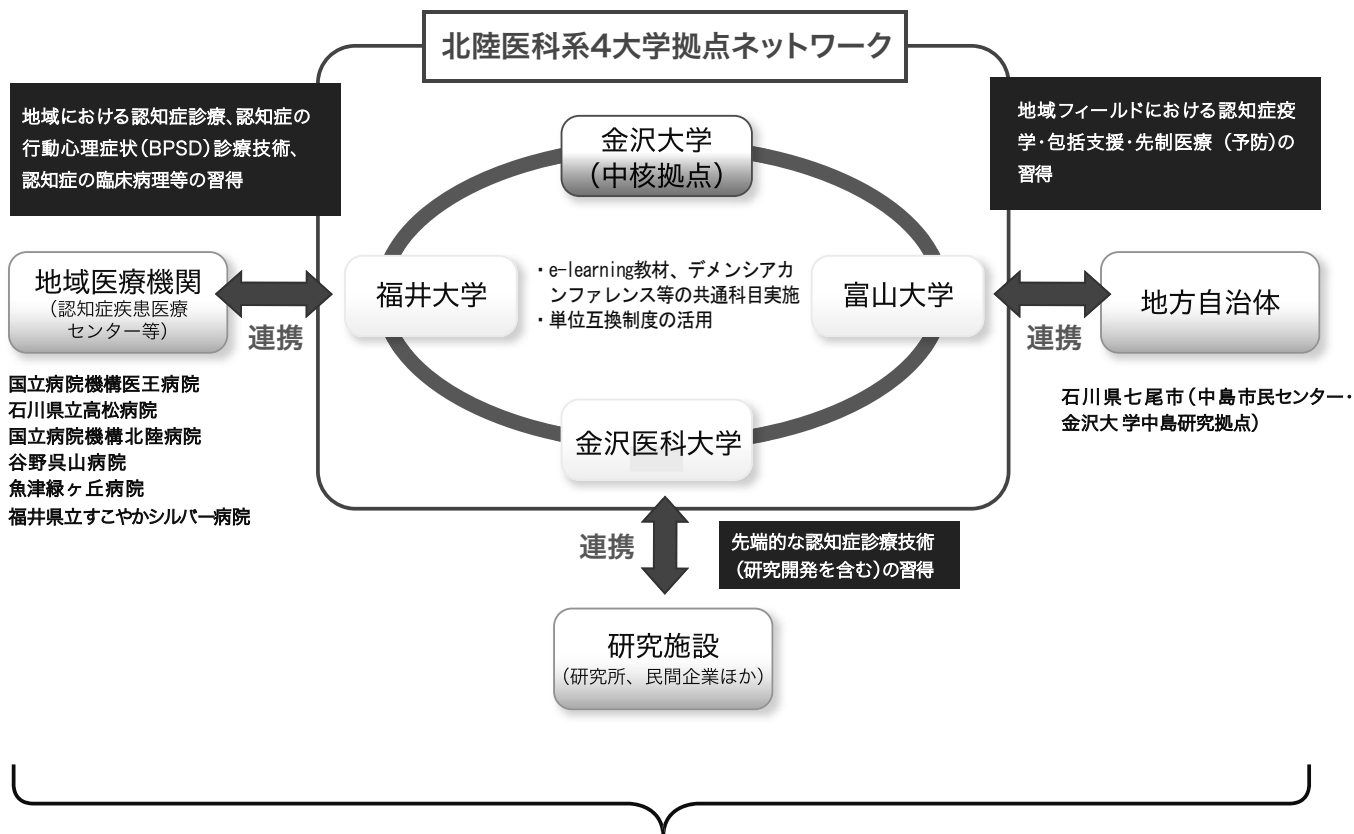 北陸医科系4大学拠点ネットワーク
地域における認知症診療、認知症の
行動心理症状(BPSD)診療技術、
認知症の臨床病理等の習得
地域フィールドにおける認知症疫
学・包括支援・先制医療(予防)の
習得
金沢大学
(中核拠点)
地域医療機関
(認知症疾患医療
センター等)
連携
福井大学
・e-learning教材、デメンシアカ
ンファレンス等の共通科目実施
・単位互換制度の活用
富山大学
連携
地方自治体
国立病院機構医王病院
石川県立高松病院
国立病院機構北陸病院
谷野呉山病院
魚津緑ヶ丘病院
福井県立すこやかシルバー病院
石川県七尾市(中島市民センター・
金沢大 学中島研究拠点)
金沢医科大学
連携
先端的な認知症診療技術
(研究開発を含む)の習得
研究施設
(研究所、民間企業ほか)